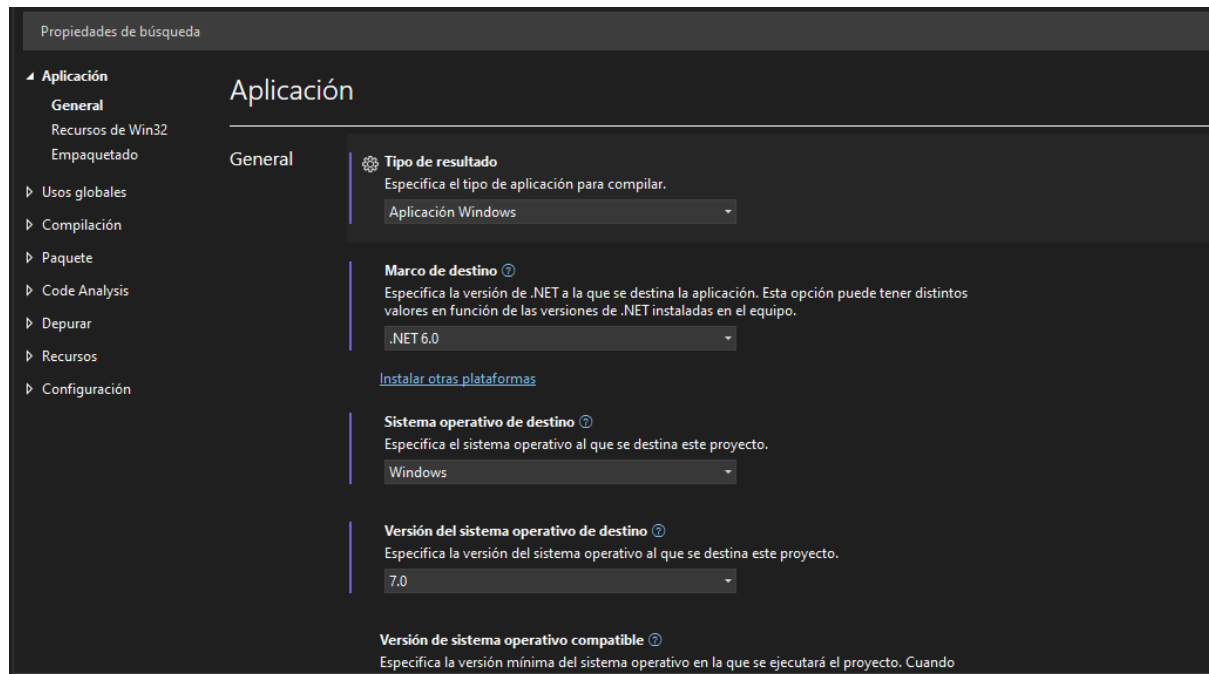 Propiedades de búsqueda
Aplicación
General
Recursos de Win32
Empaquetado
Usos globales
Compilación
Paquete
Code Analysis
Depurar
Recursos
Configuración
Aplicación
General
Tipo de resultado
Especifica el tipo de aplicación para compilar.
Aplicación Windows
Marco de destino
Especifica la versión de .NET a la que se destina la aplicación. Esta opción puede tener distintos
valores en función de las versiones de .NET instaladas en el equipo.
.NET 6.0
Instalar otras plataformas
Sistema operativo de destino
Especifica el sistema operativo al que se destina este proyecto.
Windows
Versión del sistema operativo de destino
Especifica la versión del sistema operativo al que se destina este proyecto.
7.0
Versión de sistema operativo compatible
Especifica la versión mínima del sistema operativo en la que se ejecutará el proyecto. Cuando